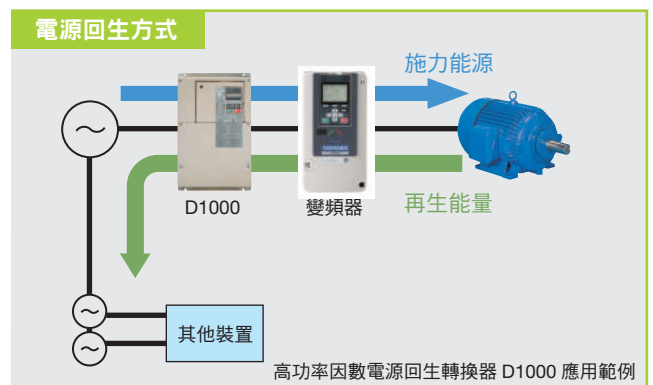 電源回生方式
施力能源
D1000
變頻器
再生能量
其他裝置
高功率因數電源回生轉換器 D1000 應用範例